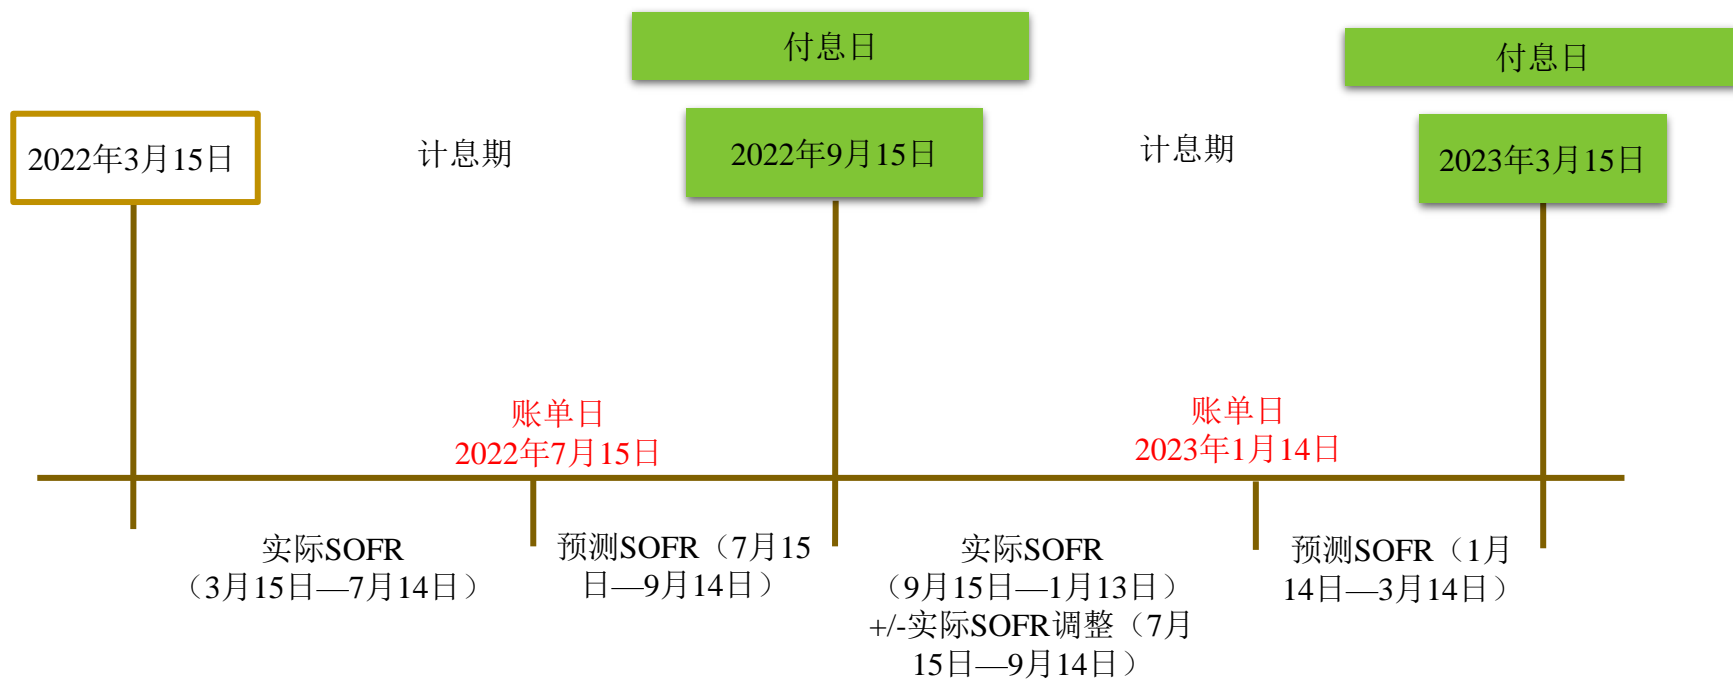 付息日
付息日
2022年3月15日
计息期
2022年9月15日
计息期
2023年3月15日
账单日
2022年7月15日
账单日
2023年1月14日
实际SOFR
（3月15日—7月14日）
预测SOFR（7月15
日—9月14日）
实际SOFR
（9月15日—1月13日）
+/-实际SOFR调整（7月
15日—9月14日）
预测SOFR（1月
14日—3月14日）